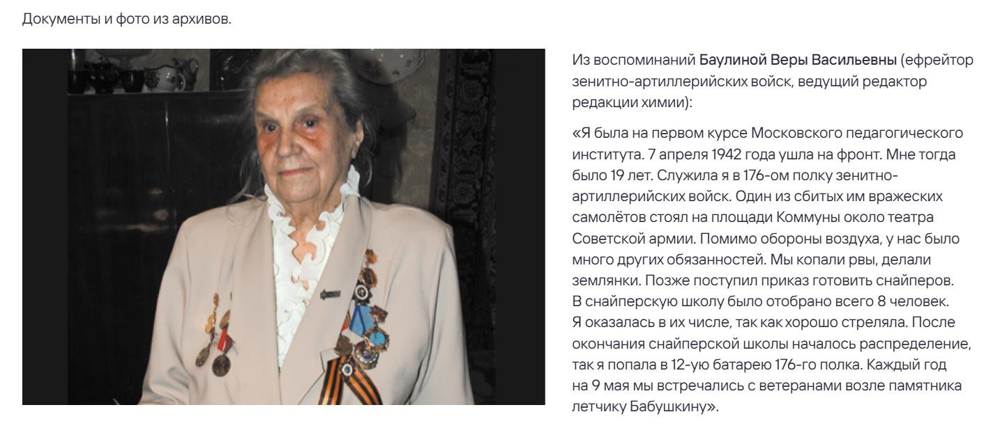 Документы и фото из архивов.
Из воспоминаний Баулиной Веры Васильевны (ефрейтор
зенитно-артиллерийских войск, ведущий редактор
редакции химии):
«Я была на первом курсе Московского педагогического
института. 7 апреля 1942 года ушла на фронт. Мне тогда
было 19 лет. Служила я в 176-ом полку зенитно-
артиллерийских войск. Один из сбитых им вражеских
самолётов стоял на площади Коммуны около театра
Советской армии. Помимо обороны воздуха, у нас было
много других обязанностей. Мы копали рвы, делали
землянки. Позже поступил приказ готовить снайперов.
В снайперскую школу было отобрано всего 8 человек.
Я оказалась в их числе, так как хорошо стреляла. После
окончания снайперской школы началось распределение,
так я попала в 12-ую батарею 176-го полка. Каждый год
на 9 мая мы встречались с ветеранами возле памятника
летчику Бабушкину».